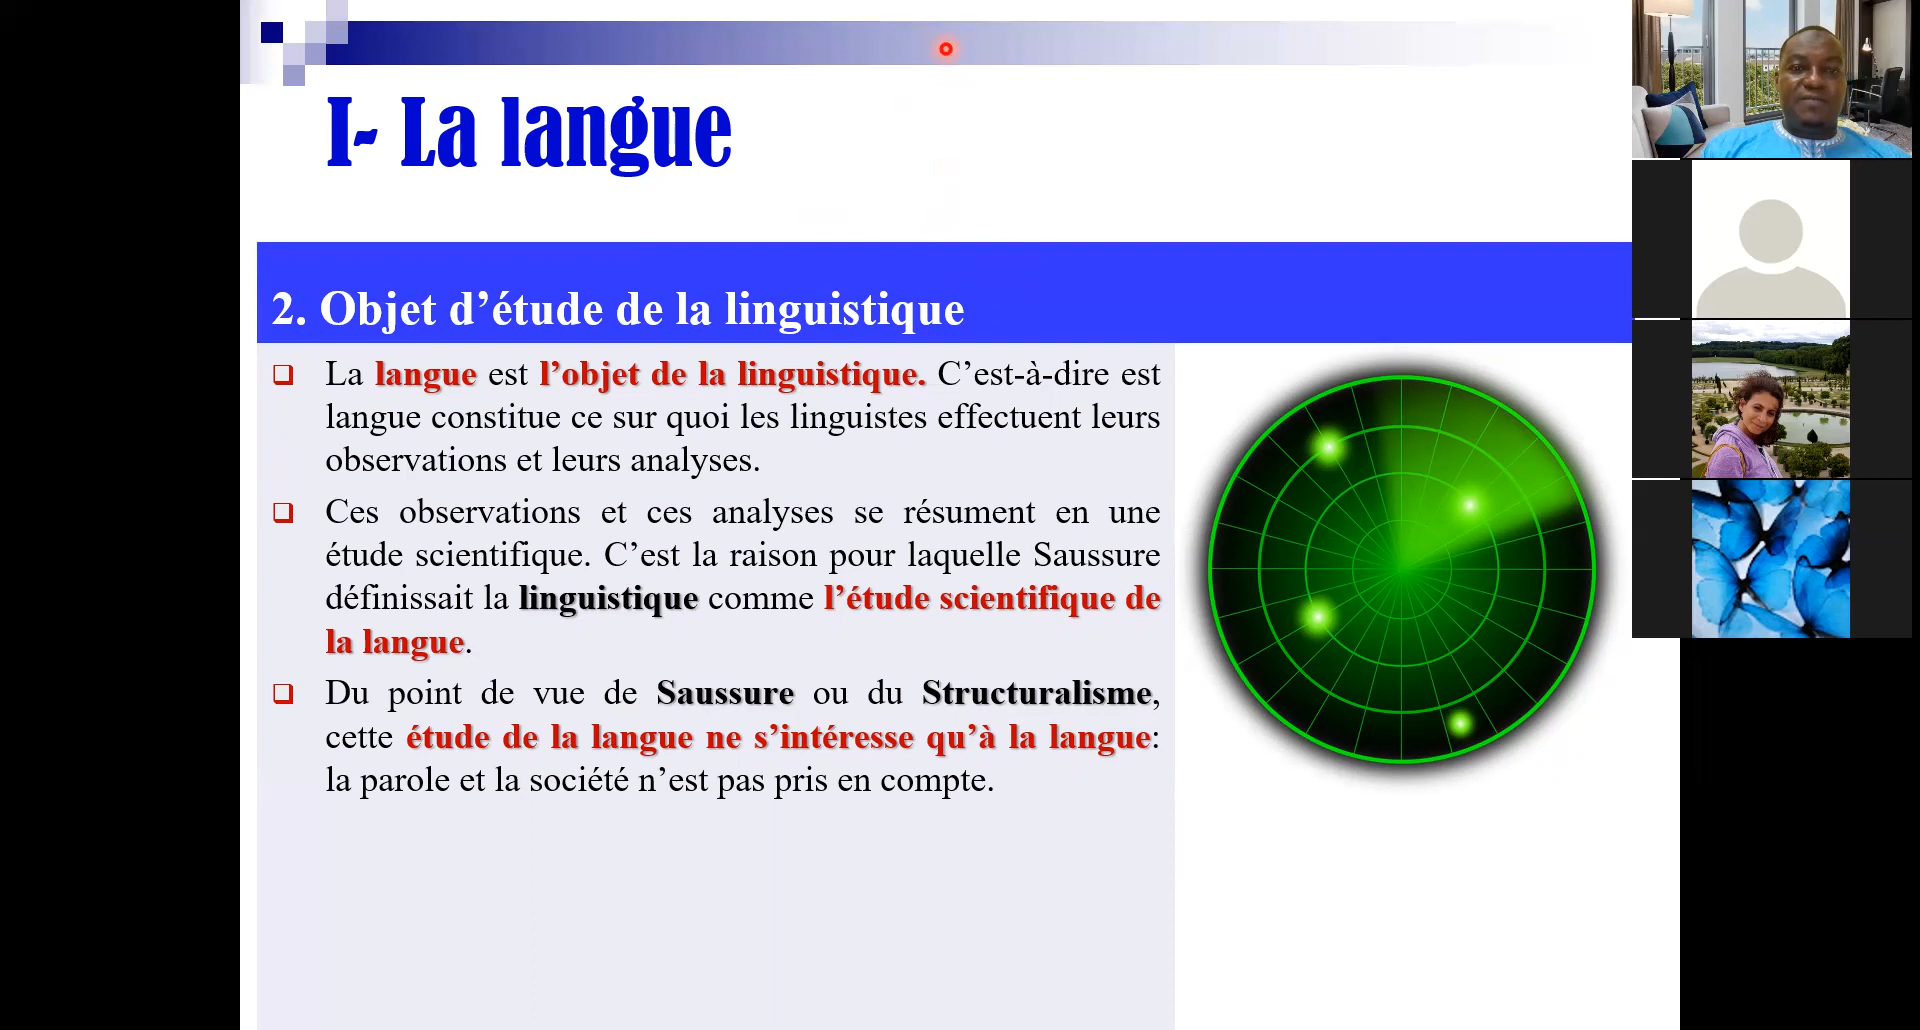 I- La langue
2. Objet d’étude de la linguistique
La langue est l’objet de la linguistique. C’est-à-dire est
langue constitue ce sur quoi les linguistes effectuent leurs
observations et leurs analyses.
Ces observations et ces analyses se résument en une
étude scientifique. C’est la raison pour laquelle Saussure
définissait la linguistique comme l’étude scientifique de
la langue.
Du point de vue de Saussure ou du Structuralisme,
cette étude de la langue ne s’intéresse qu’à la langue:
la parole et la société n’est pas pris en compte.